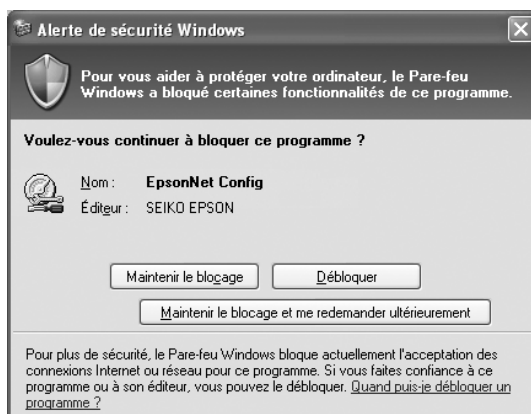 Alerte de sécurité Windows
Pour vous aider à protéger votre ordinateur, le Pare-feu
Windows a bloqué certaines fonctionnalités de ce programme.
Voulez-vous continuer à bloquer ce programme ?
Nom : EpsonNet Config
Éditeur : SEIKO EPSON
Maintenir le blocage Débloquer
Maintenir le blocage et me redemander ultérieurement
Pour plus de sécurité, le Pare-feu Windows bloque actuellement l'acceptation des
connexions Internet ou réseau pour ce programme. Si vous faites confiance à ce
programme ou à son éditeur, vous pouvez le débloquer. Quand puis-je débloquer un
programme ?